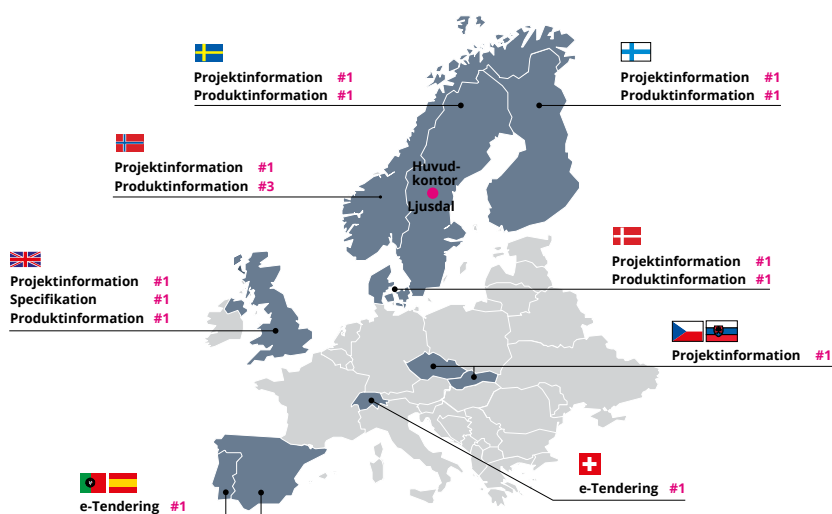 Projektinformation #1
Produktinformation #1
Projektinformation #1
Produktinformation #1
Projektinformation #1
Produktinformation #3
Huvud-
kontor
Ljusdal
Projektinformation #1
Produktinformation #1
Projektinformation #1
Specifikation #1
Produktinformation #1
Projektinformation #1
e-Tendering #1
e-Tendering #1